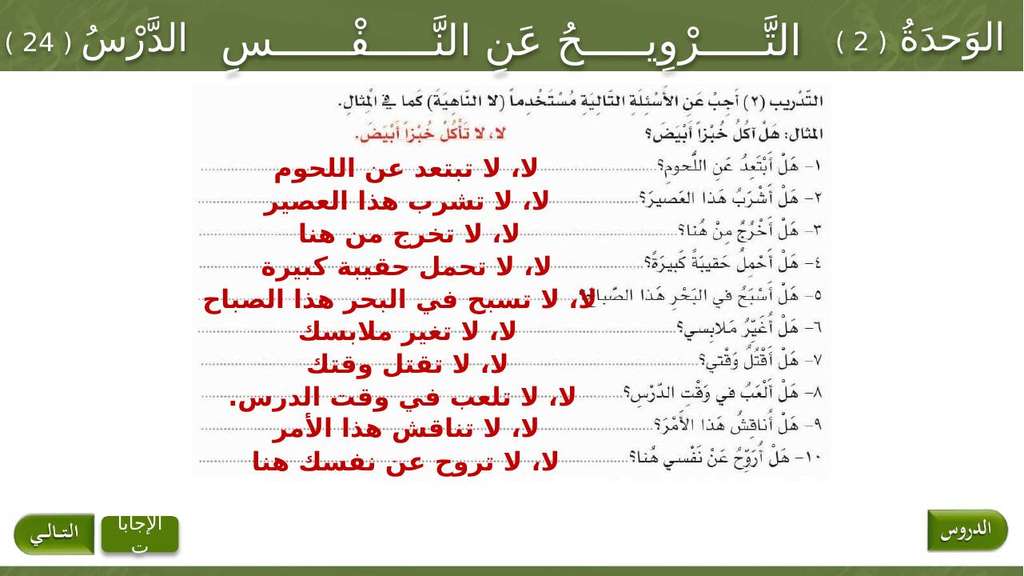 الوَحدَةُ ( 2 ) التَّـــــرْوِيـــــحُ عَنِ النَّـــــفْـــــسِ الدَّرْسُ ( 24 )
التَّدْريب (٢) أَجِبْ عَنِ الأَسْئِلَةِ التَّالِيَةِ مُسْتَخْدِماً (لا النَّاهِيَةَ) كَما في الْمِثالِ.
المْثال: هَلْ آكُلُ خُبْزاً أَبْيَضَ؟ لا، لا تَأْكُلْ خُبْزاً أَبْيَضَ.
١- هَلْ أَبْتَعِدُ عَنِ اللُّحومِ؟ لا، لا تبتعد عن اللحوم
٢- هَلْ أَشْرَبُ هَذا العَصيرَ؟ لا، لا تشرب هذا العصير
٣- هَلْ أَخْرُجُ مِنْ هُنا؟ لا، لا تخرج من هنا
٤- هَلْ أَحْمِلُ حَقيبَةً كَبيرَةً؟ لا، لا تحمل حقيبة كبيرة
٥- هَلْ أَسْبَحُ في البَحْرِ هَذا الصَّباحَ لا، لا تسبح في البحر هذا الصباح
٦- هَلْ أُغَيِّرُ مَلابِسي؟ لا، لا تغير ملابسك
٧- هَلْ أَقْتُلُ وَقْتي؟ لا، لا تقتل وقتك
٨- هَلْ أَلْعَبُ في وَقْتِ الدَّرْسِ؟ لا، لا تلعب في وقت الدرس.
٩- هَلْ أُناقِشُ هَذا الأَمْرَ؟ لا، لا تناقش هذا الأمر
١٠- هَلْ أُرَوِّحُ عَنْ نَفْسي هُنا؟ لا، لا تروح عن نفسك هنا
الدروس
الإجابا
ت
التالي